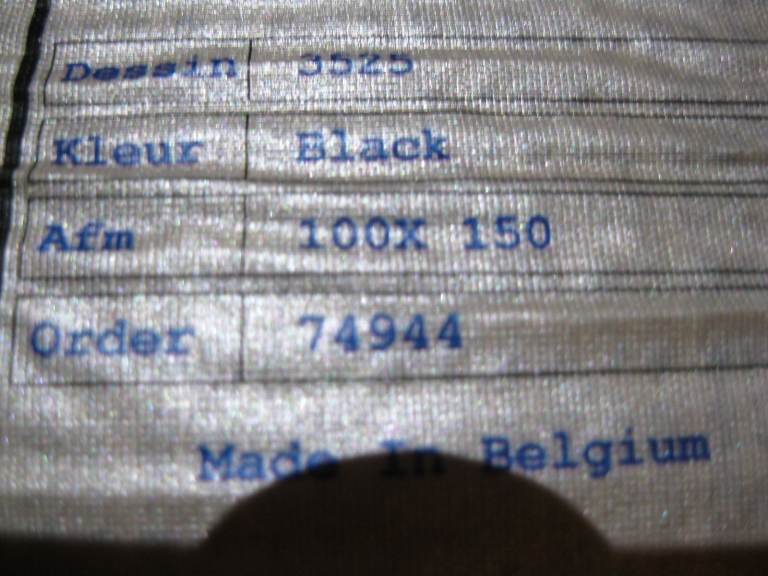 Dessin 3525
Kleur Black
Afm 100X 150
Order 74944
Made In Belgium